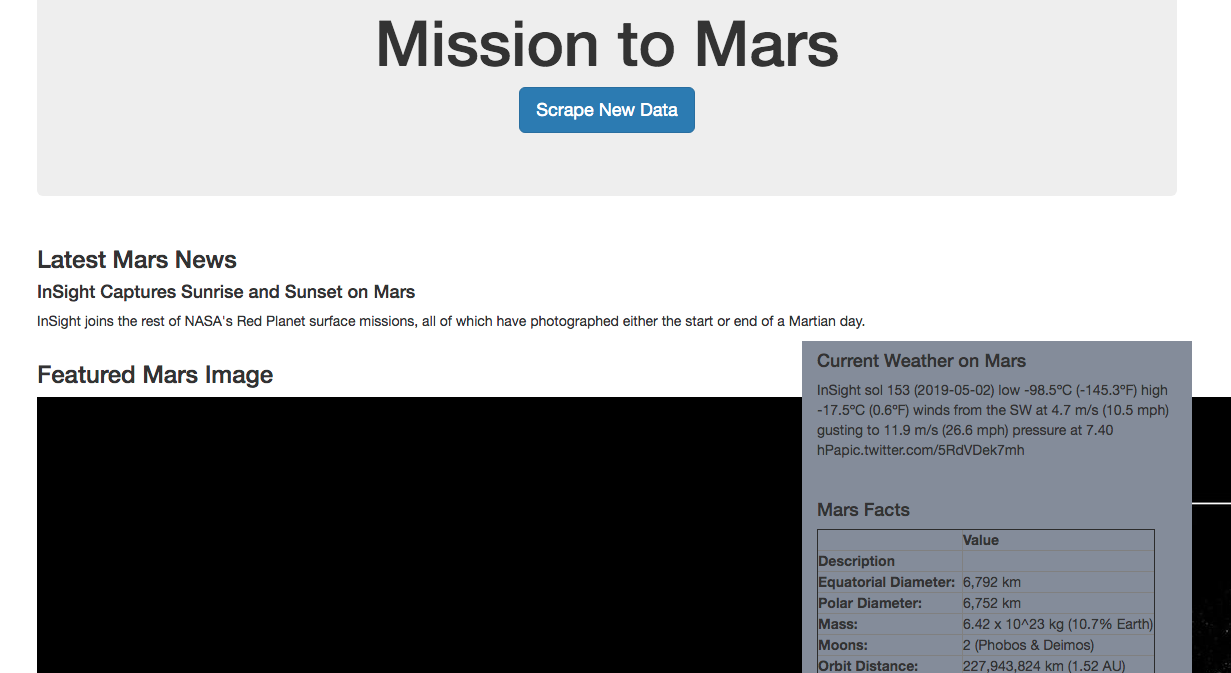 Mission to Mars
Scrape New Data
Latest Mars News
InSight Captures Sunrise and Sunset on Mars
InSight joins the rest of NASA's Red Planet surface missions, all of which have photographed either the start or end of a Martian day.
Featured Mars Image
Current Weather on Mars
InSight sol 153 (2019-05-02) low -98.5ºC (-145.3ºF) high
-17.5ºC (0.6ºF) winds from the SW at 4.7 m/s (10.5 mph)
gusting to 11.9 m/s (26.6 mph) pressure at 7.40
hPapic.twitter.com/5RdVDek7mh
Mars Facts
Value
Description
Equatorial Diameter: 6,792 km
Polar Diameter: 6,752 km
Mass: 6.42 x 10^23 kg (10.7% Earth)
Moons: 2 (Phobos & Deimos)
Orbit Distance: 227,943,824 km (1.52 AU)